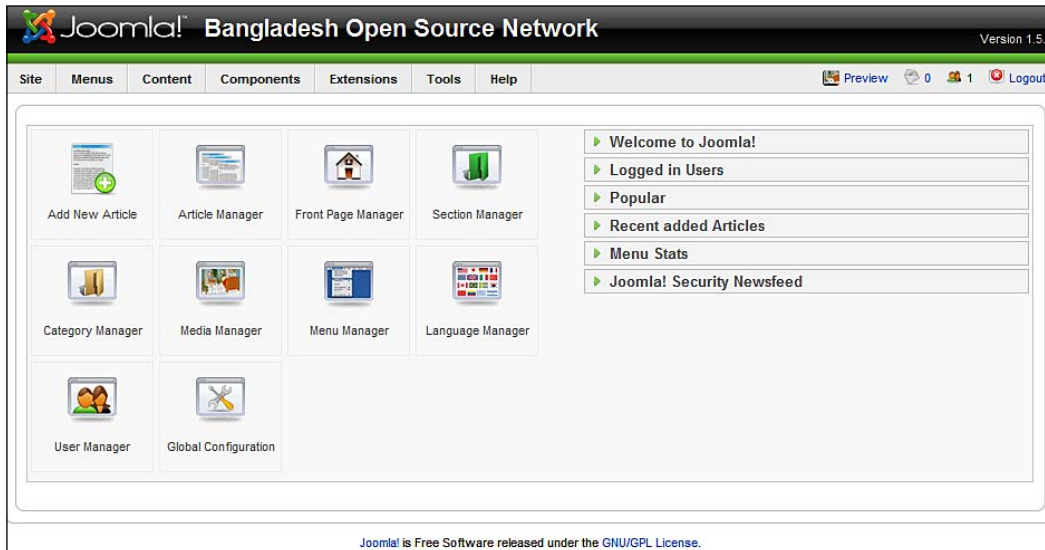 Joomla! Bangladesh Open Source Network
Version 1.5.
Site Menus Content Components Extensions Tools Help Preview 0 1 Logout
Add New Article Article Manager Front Page Manager Section Manager
Category Manager Media Manager Menu Manager Language Manager
User Manager Global Configuration
Welcome to Joomla!
Logged in Users
Popular
Recent added Articles
Menu Stats
Joomla! Security Newsfeed
Joomla! is Free Software released under the GNU/GPL License.